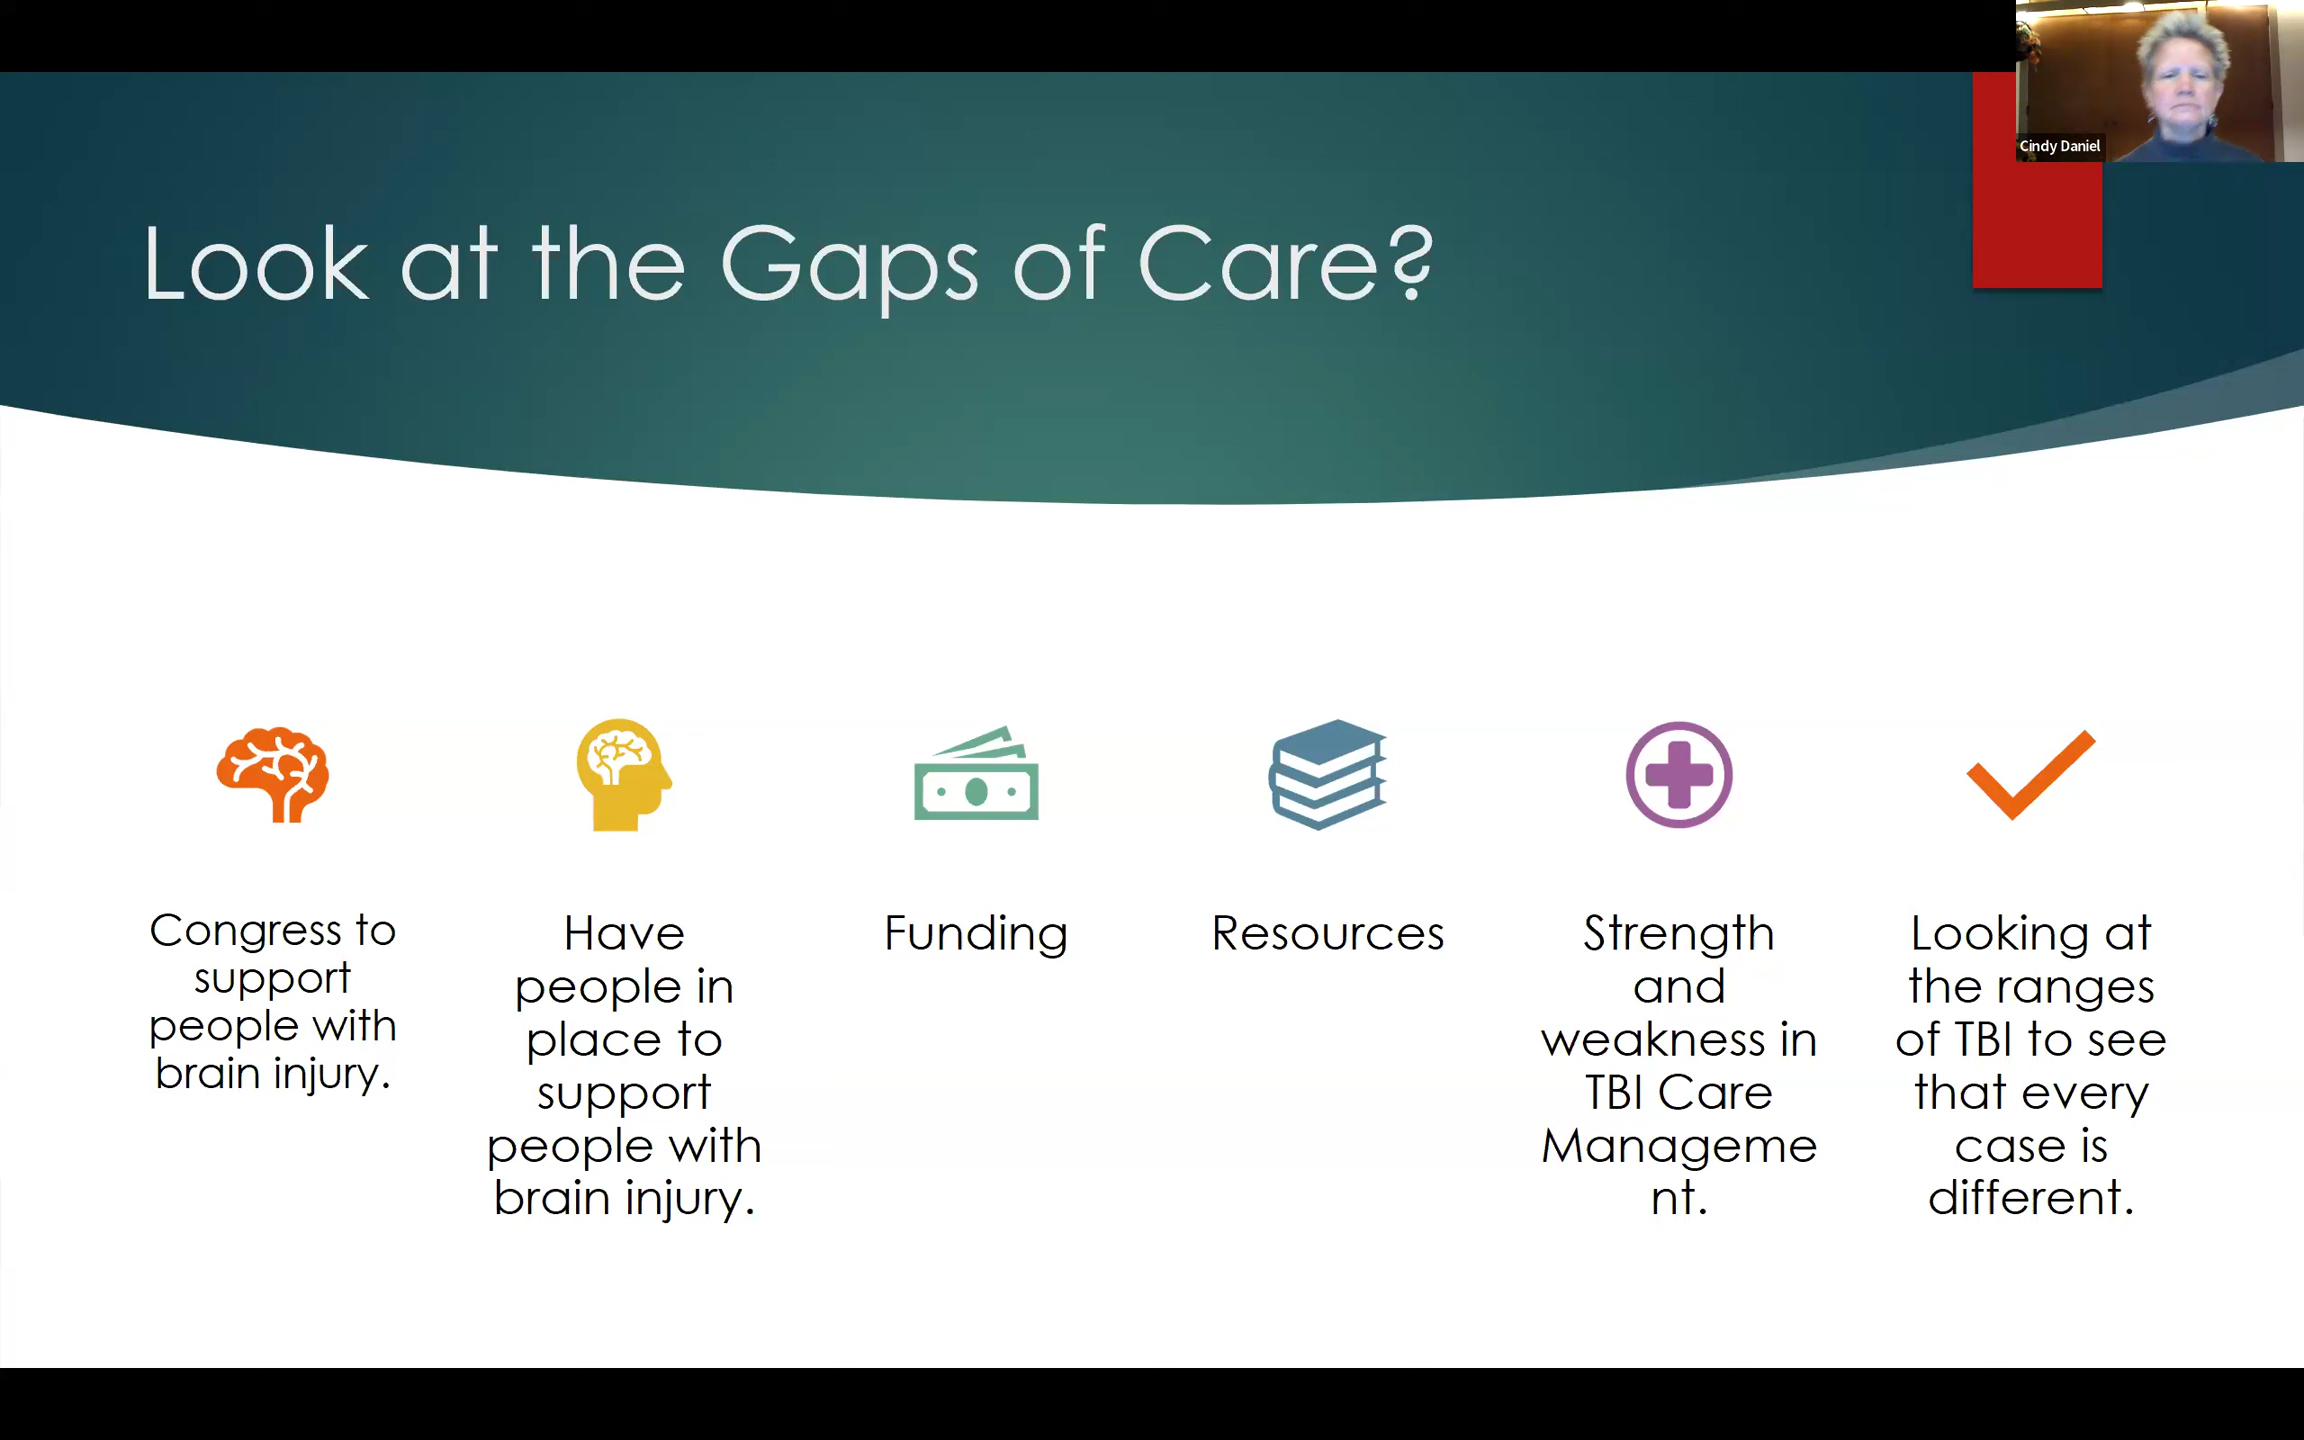 Cindy Daniel
Look at the Gaps of Care?
Congress to
support
people with
brain injury.
Have
people in
place to
support
people with
brain injury.
Funding
Resources
Strength
and
weakness in
TBI Care
Manageme
nt.
Looking at
the ranges
of TBI to see
that every
case is
different.